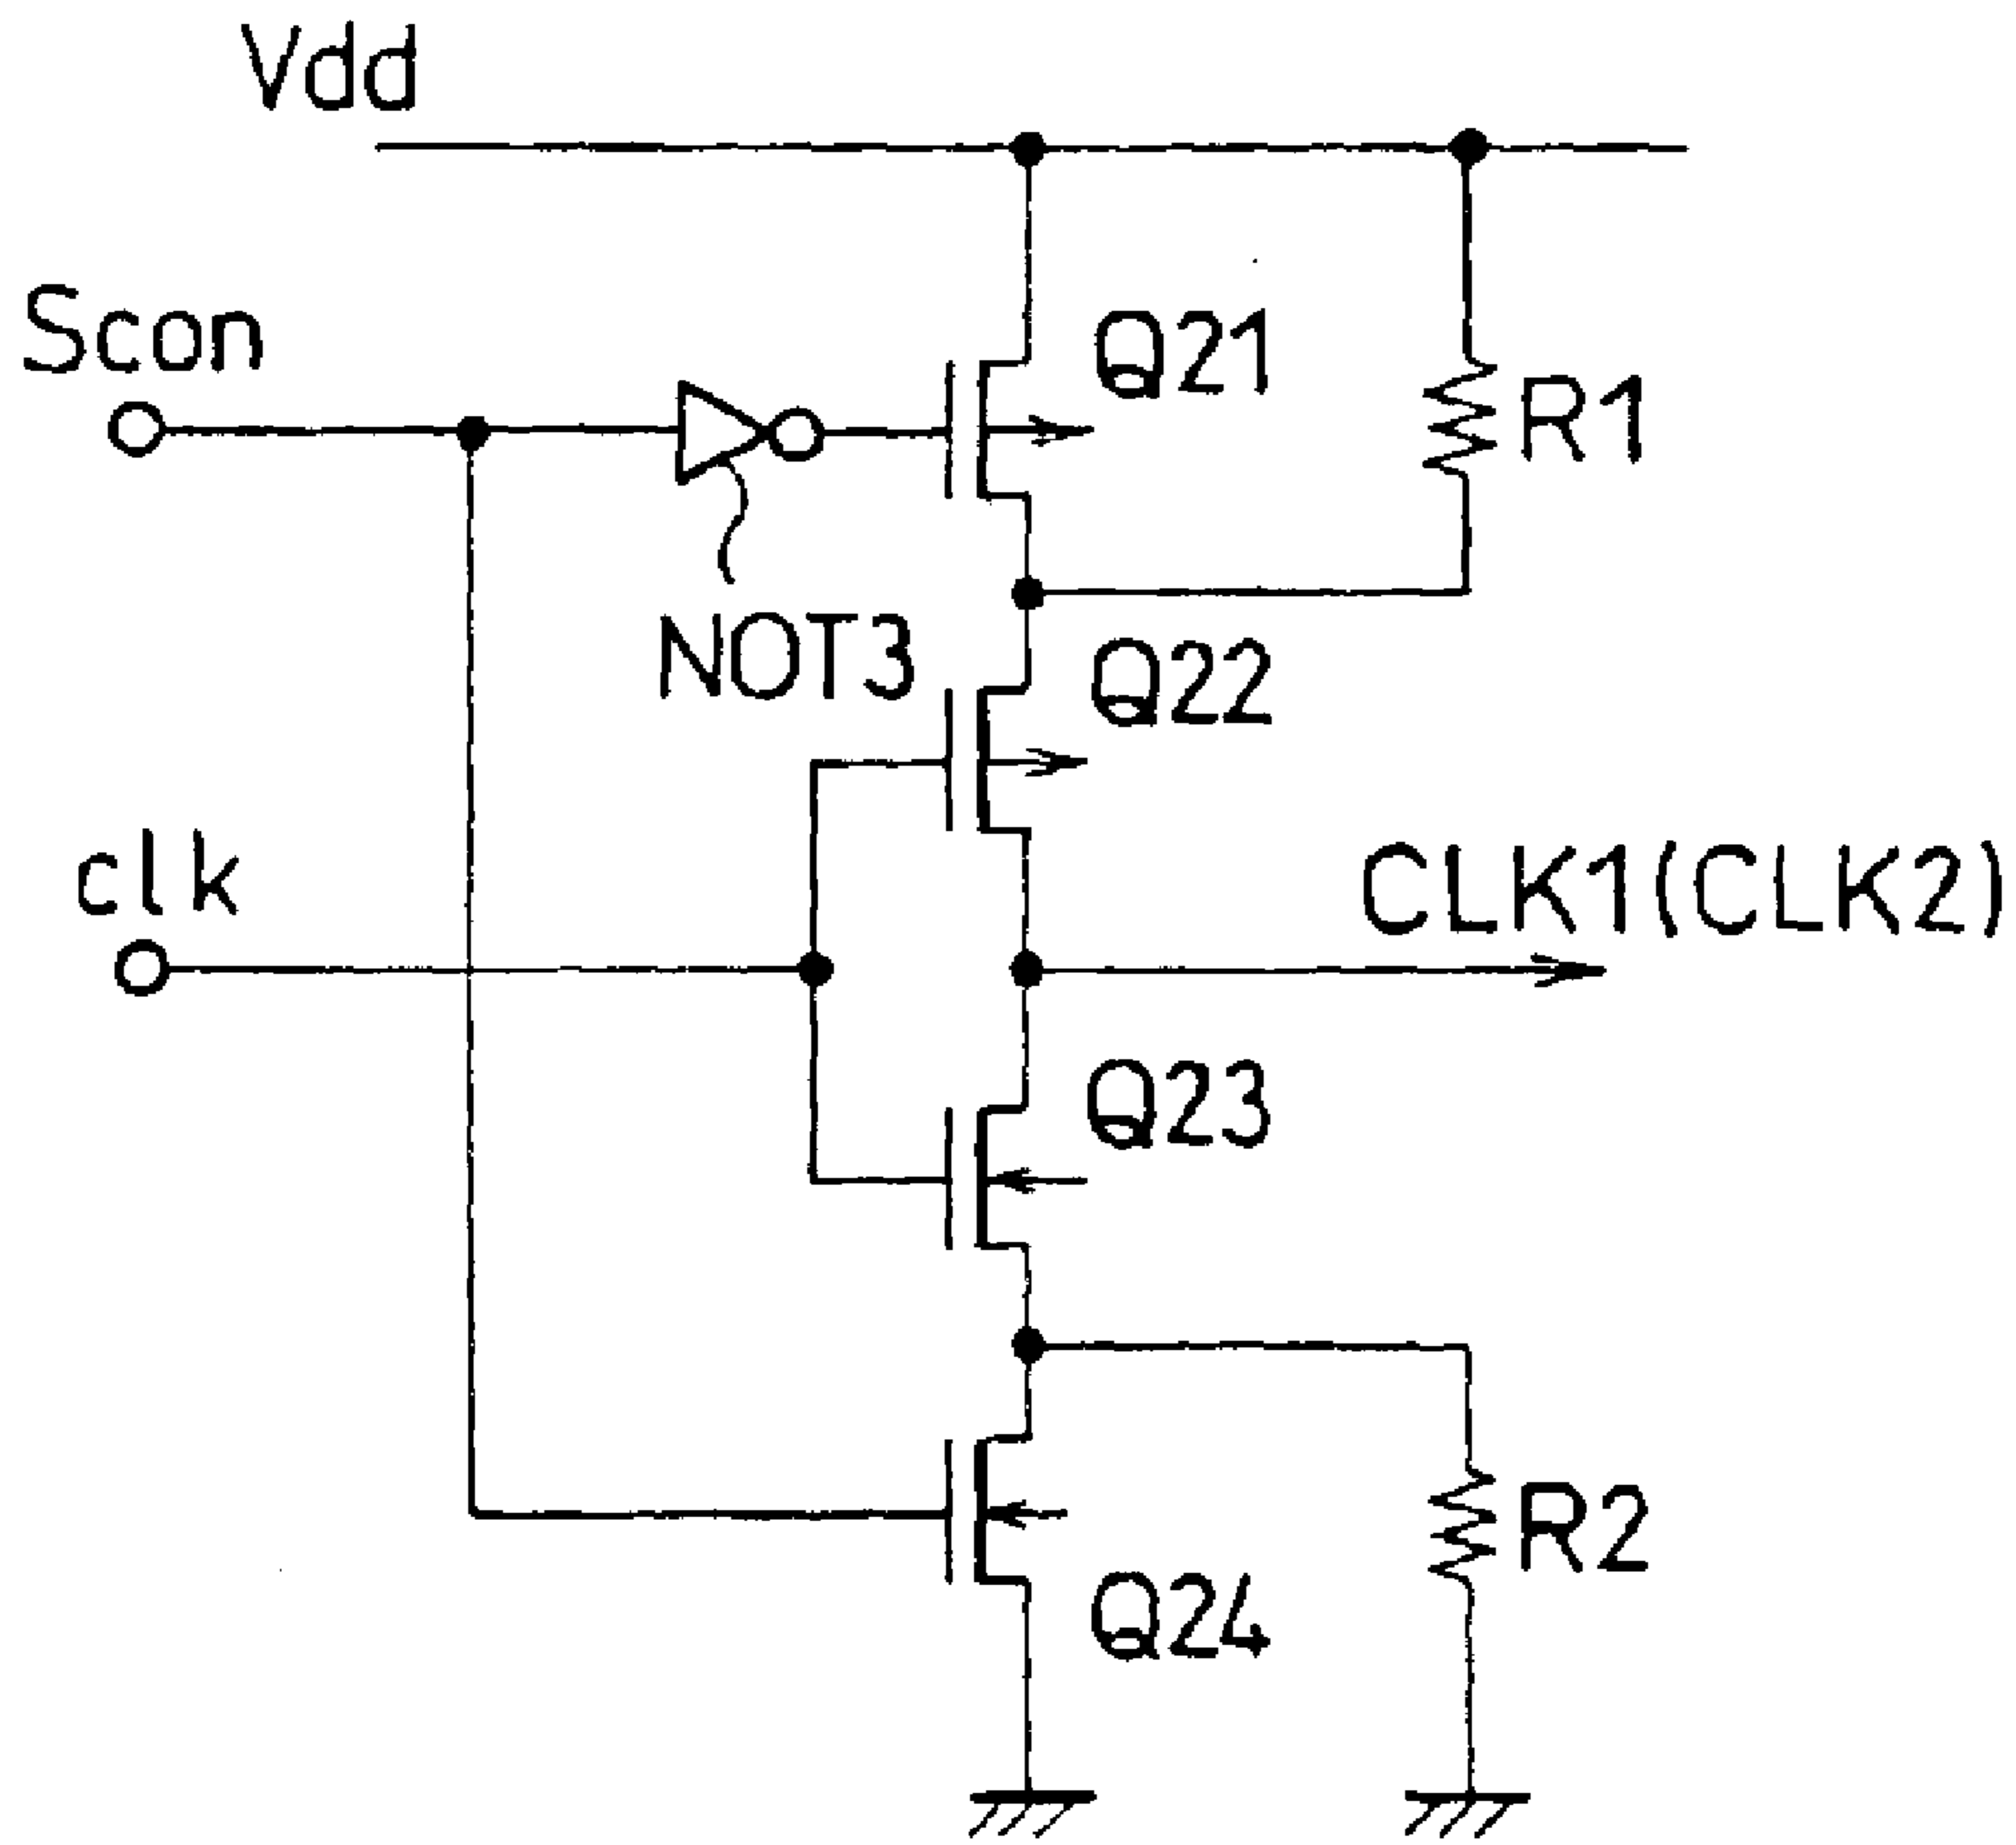 Vdd
Scon
Q21
R1
NOT3
Q22
clk
CLK1(CLK2)
Q23
R2
Q24